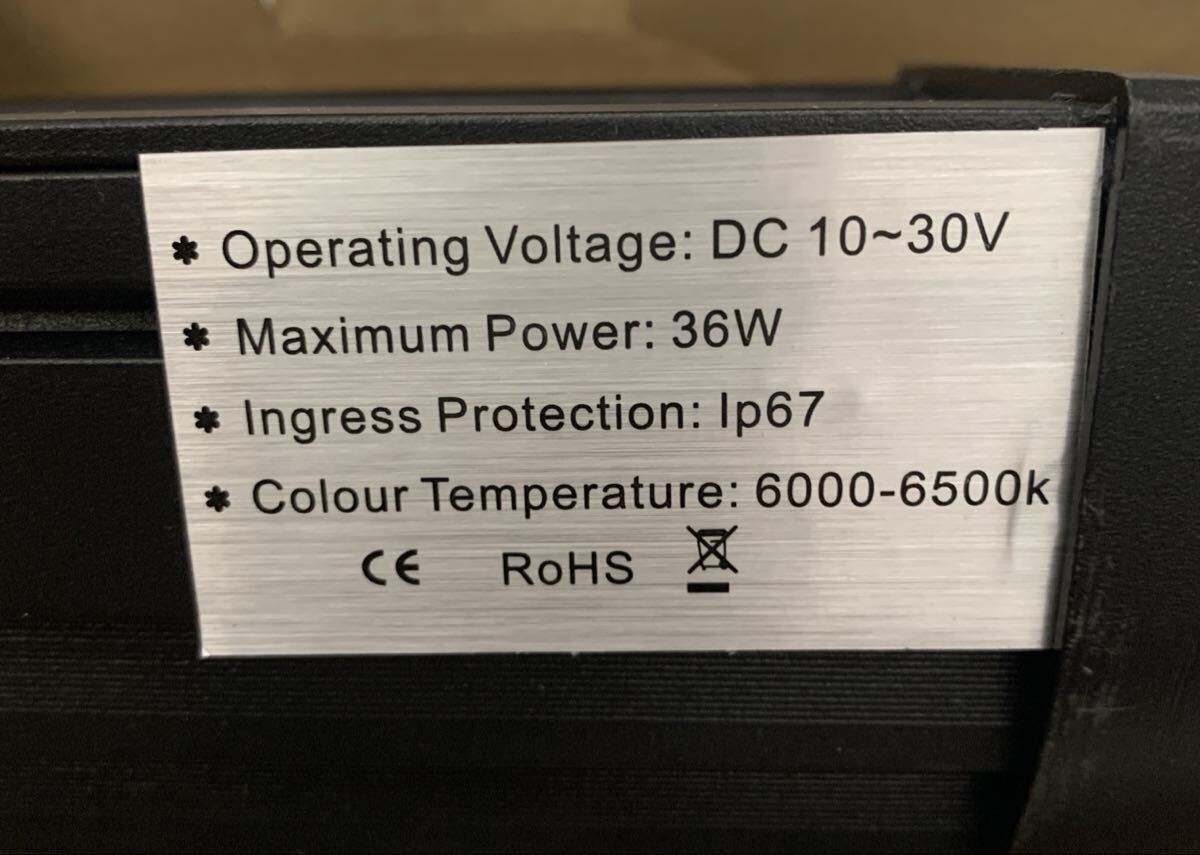 * Operating Voltage: DC 10~30V
* Maximum Power: 36W
* Ingress Protection: Ip67
* Colour Temperature: 6000-6500k
CE RoHS